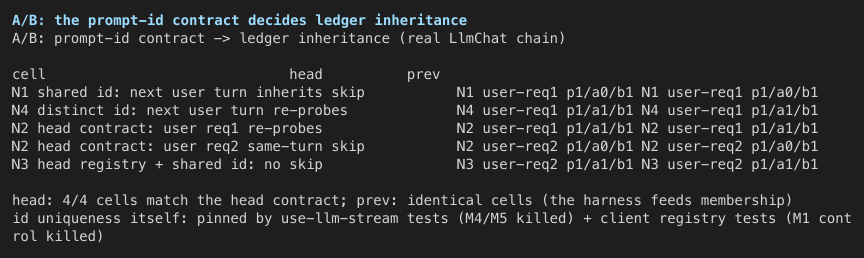 A/B: the prompt-id contract decides ledger inheritance
A/B: prompt-id contract -> ledger inheritance (real LlmChat chain)
cell head prev
N1 shared id: next user turn inherits skip N1 user-req1 p1/a0/b1 N1 user-req1 p1/a0/b1
N4 distinct id: next user turn re-probes N4 user-req1 p1/a1/b1 N4 user-req1 p1/a1/b1
N2 head contract: user req1 re-probes N2 user-req1 p1/a1/b1 N2 user-req1 p1/a1/b1
N2 head contract: user req2 same-turn skip N2 user-req2 p1/a0/b1 N2 user-req2 p1/a0/b1
N3 head registry + shared id: no skip N3 user-req2 p1/a1/b1 N3 user-req2 p1/a1/b1
head: 4/4 cells match the head contract; prev: identical cells (the harness feeds membership)
id uniqueness itself: pinned by use-llm-stream tests (M4/M5 killed) + client registry tests (M1 cont
rol killed)